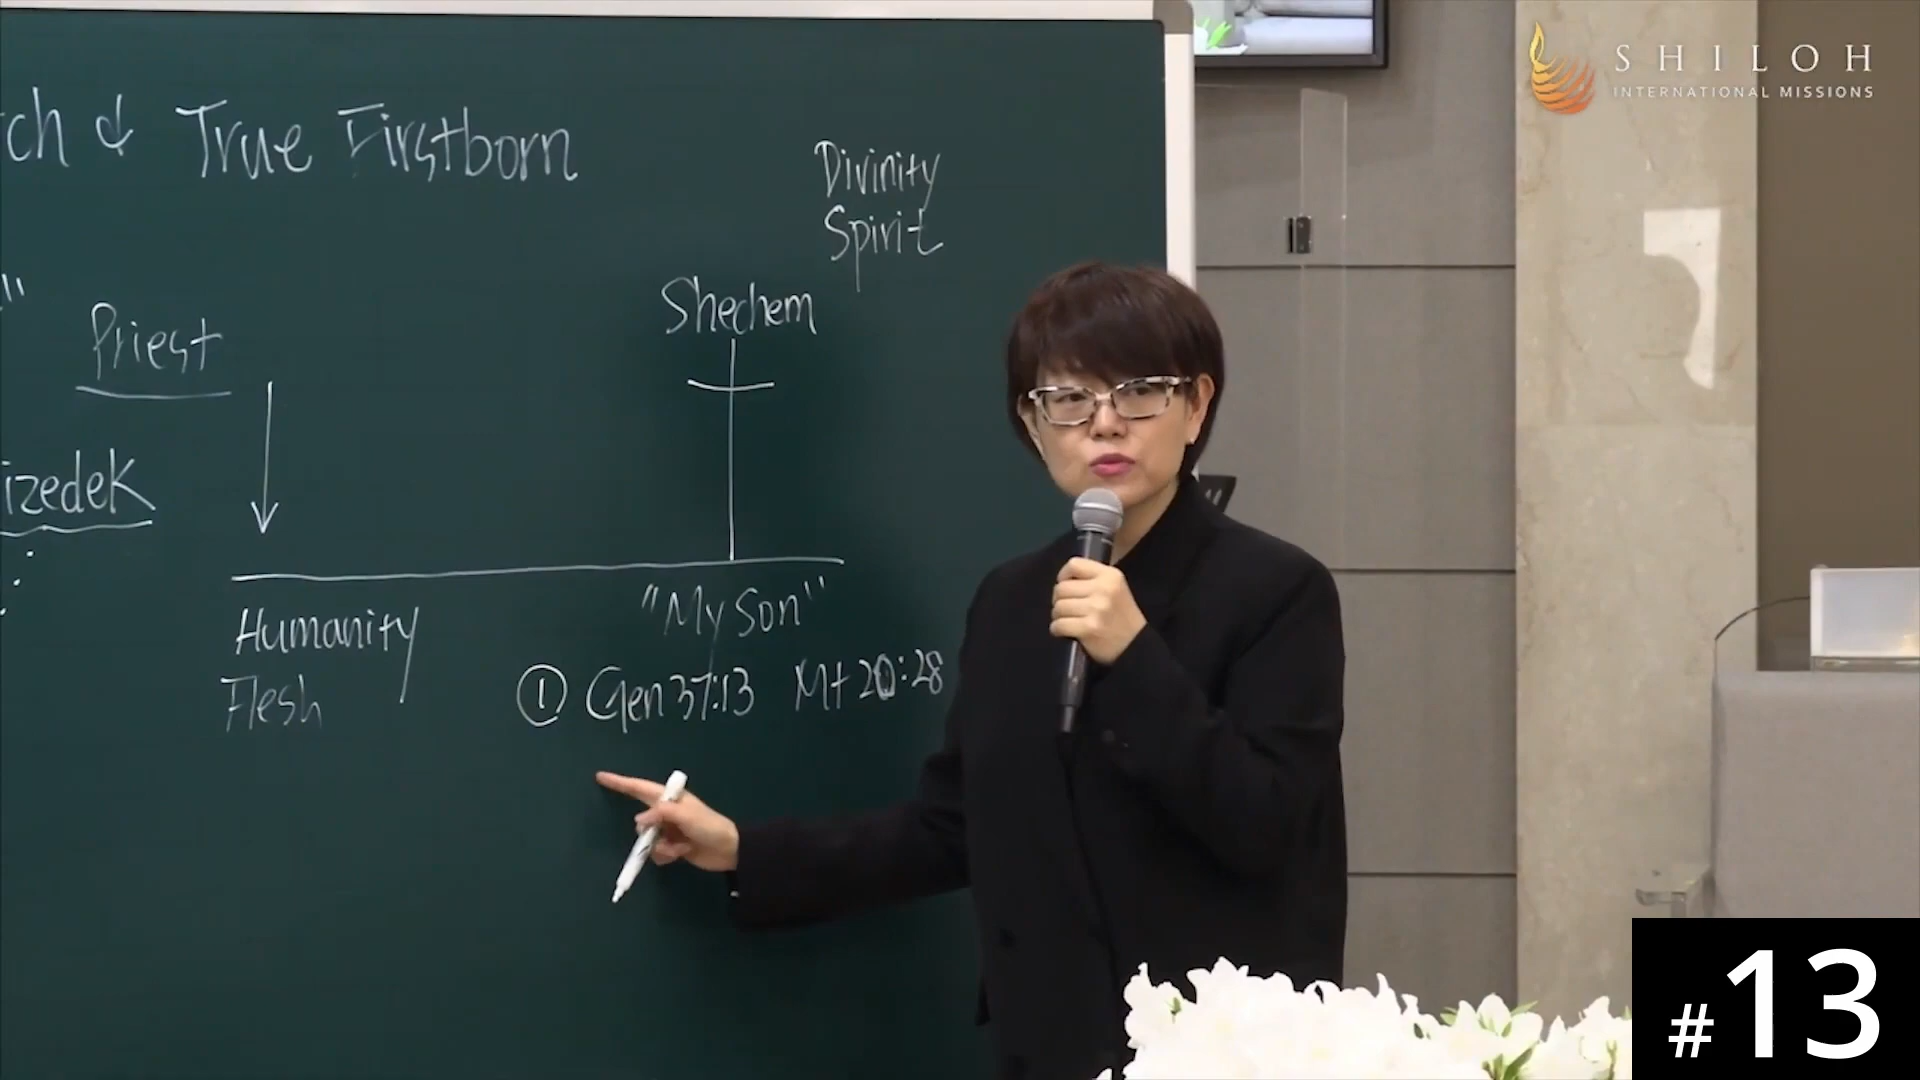 ch & True Firstborn
Divinity
Spirit
"
Priest
Shechem
izedek
Humanity
Flesh
"My Son"
① Gen 37:13 Mt 20:28
SHILOH
INTERNATIONAL MISSIONS
#13